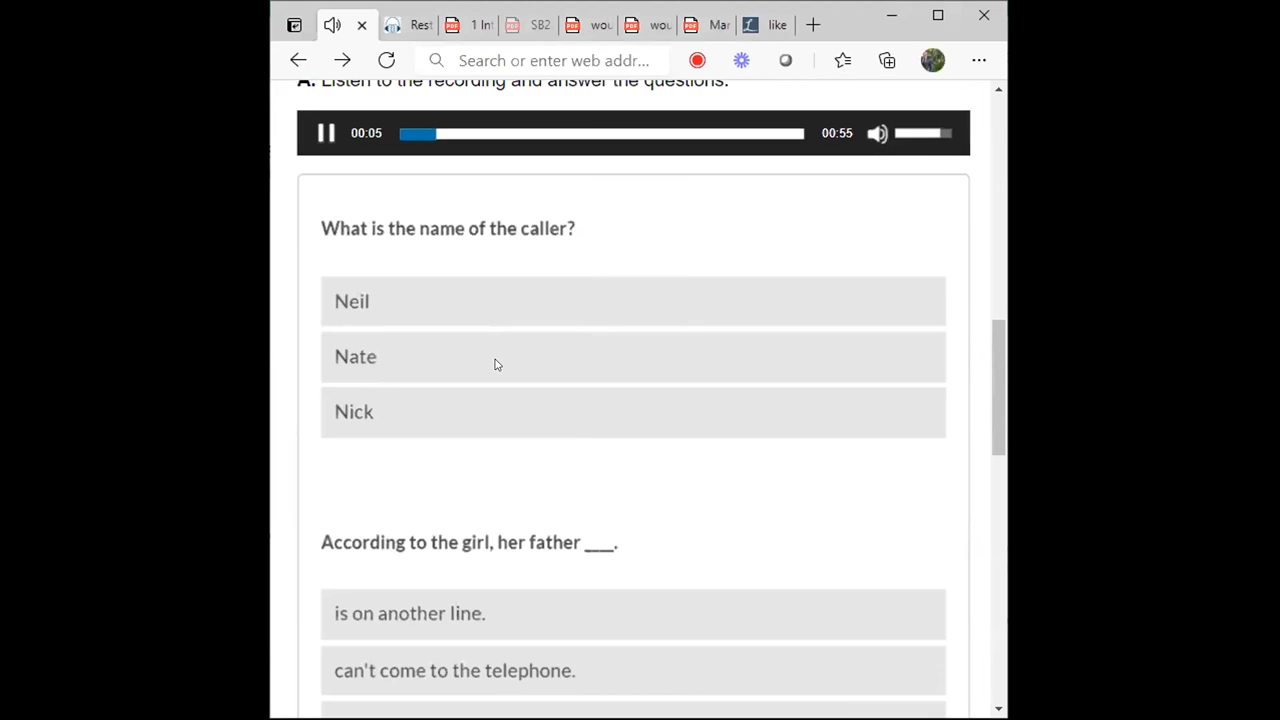 Rest
1 Int
SB2
wou
wou
Mar
like
Search or enter web addr...
A. Listen to the recording and answer the questions.
00:05
00:55
What is the name of the caller?
Neil
Nate
Nick
According to the girl, her father ___.
is on another line.
can't come to the telephone.